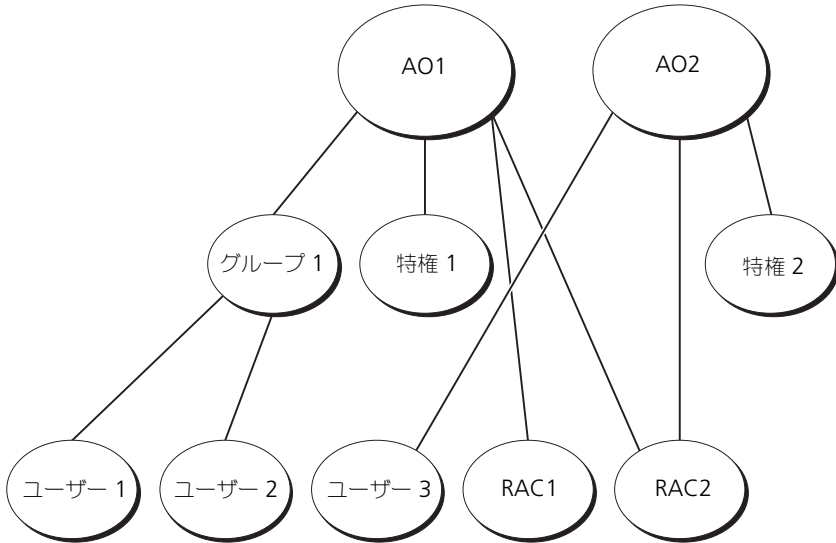 AO1
AO2
グループ 1
特権 1
特権 2
ユーザー 1
ユーザー 2
ユーザー 3
RAC1
RAC2